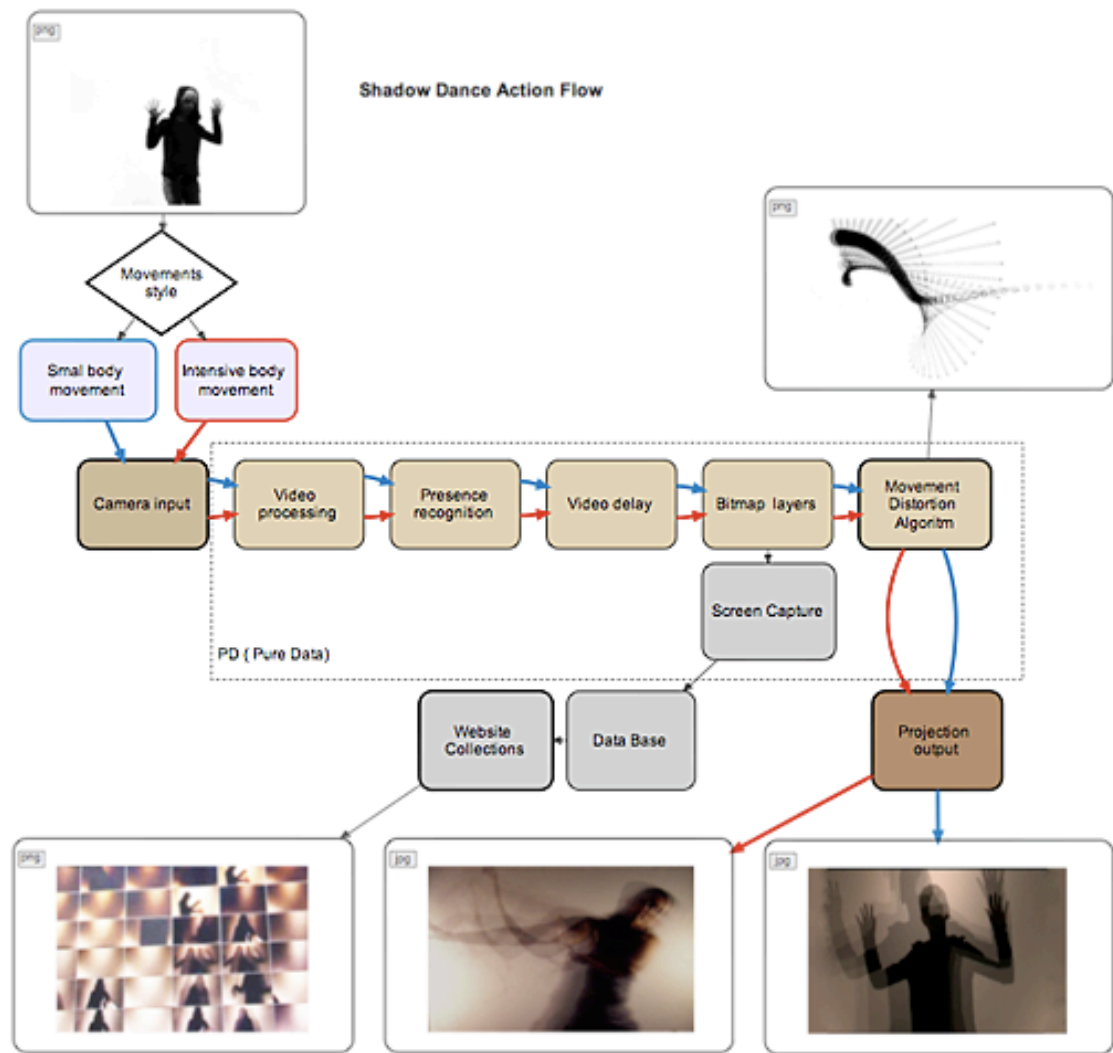 png
Shadow Dance Action Flow
png
Movements
style
Smal body
movement
Intensive body
movement
Camera input
Video
processing
Presence
recognition
Video delay
Bitmap layers
Movement
Distortion
Algoritm
Screen Capture
PD ( Pure Data)
Website
Collections
Data Base
Projection
output
png
.jpg
.jpg